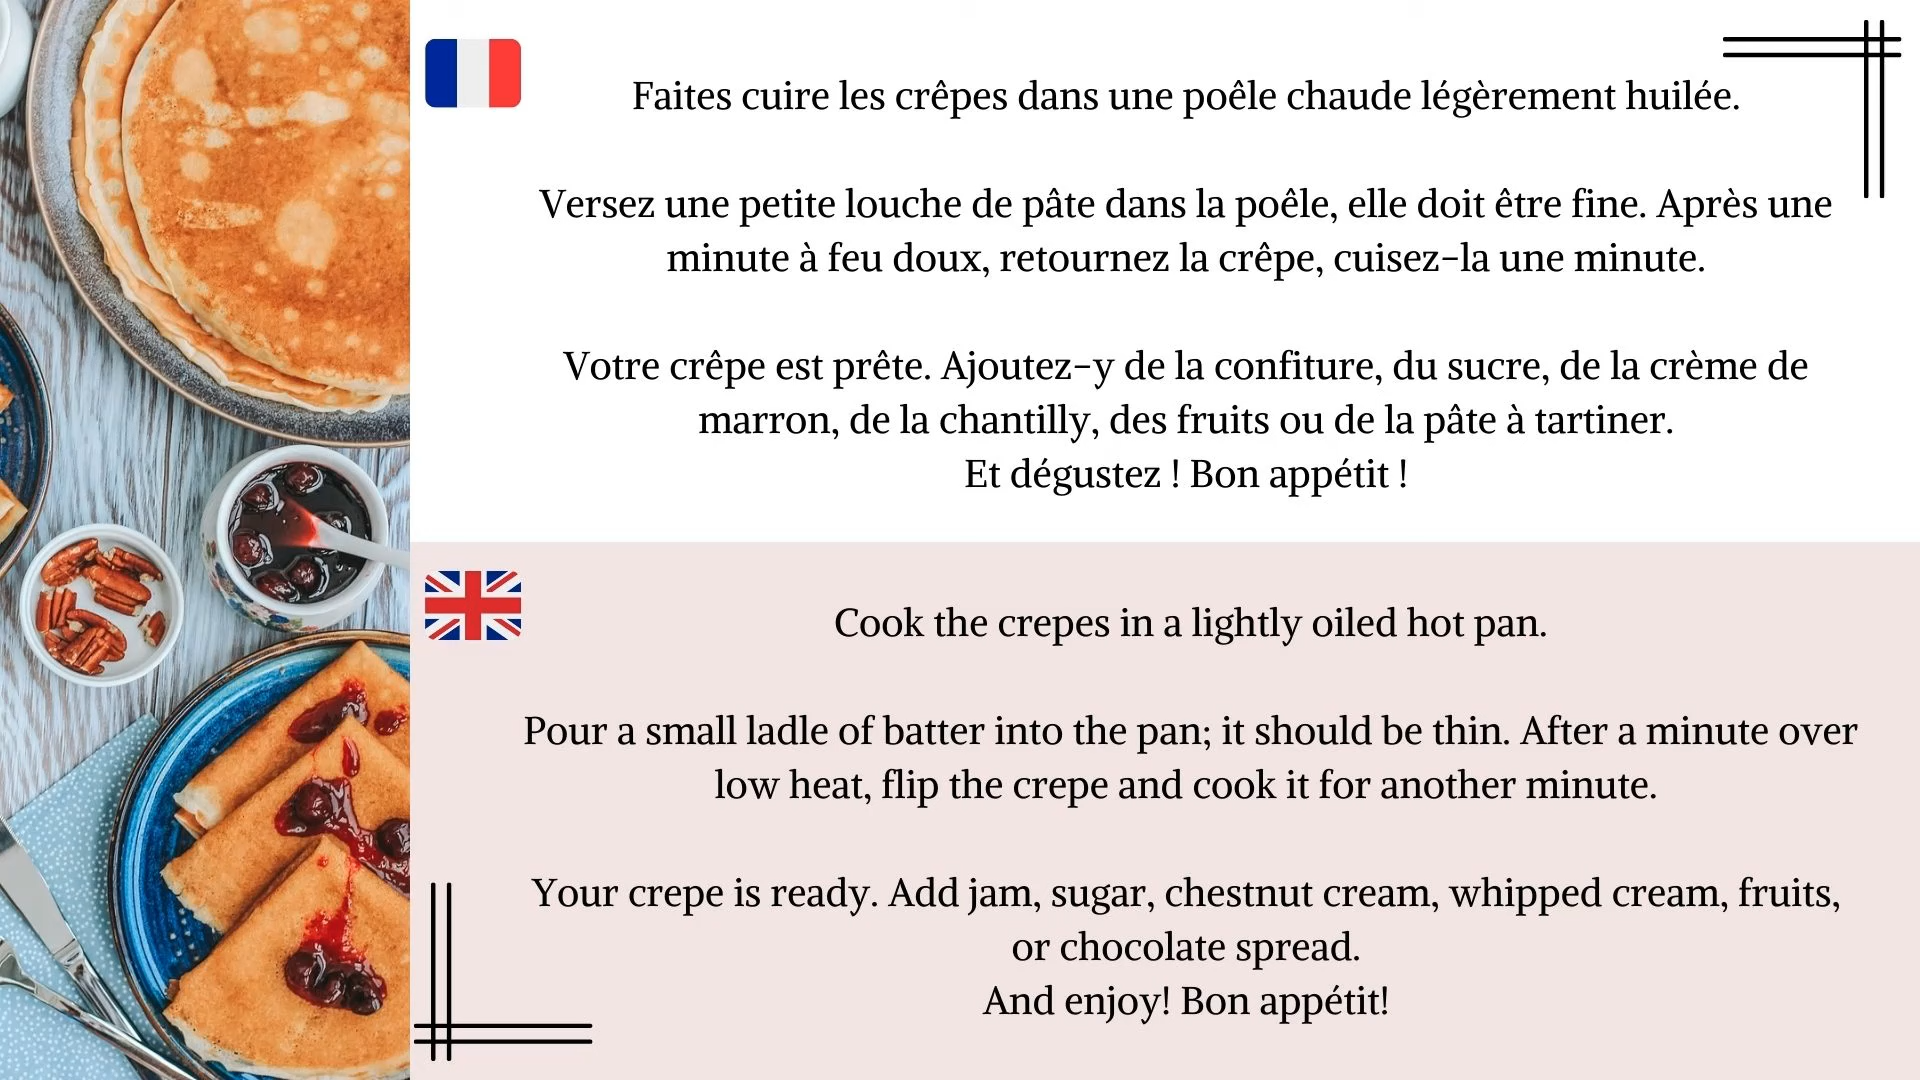 Faites cuire les crêpes dans une poêle chaude légèrement huilée.
Versez une petite louche de pâte dans la poêle, elle doit être fine. Après une
minute à feu doux, retournez la crêpe, cuisez-la une minute.
Votre crêpe est prête. Ajoutez-y de la confiture, du sucre, de la crème de
marron, de la chantilly, des fruits ou de la pâte à tartiner.
Et dégustez ! Bon appétit !
Cook the crepes in a lightly oiled hot pan.
Pour a small ladle of batter into the pan; it should be thin. After a minute over
low heat, flip the crepe and cook it for another minute.
Your crepe is ready. Add jam, sugar, chestnut cream, whipped cream, fruits,
or chocolate spread.
And enjoy! Bon appétit!